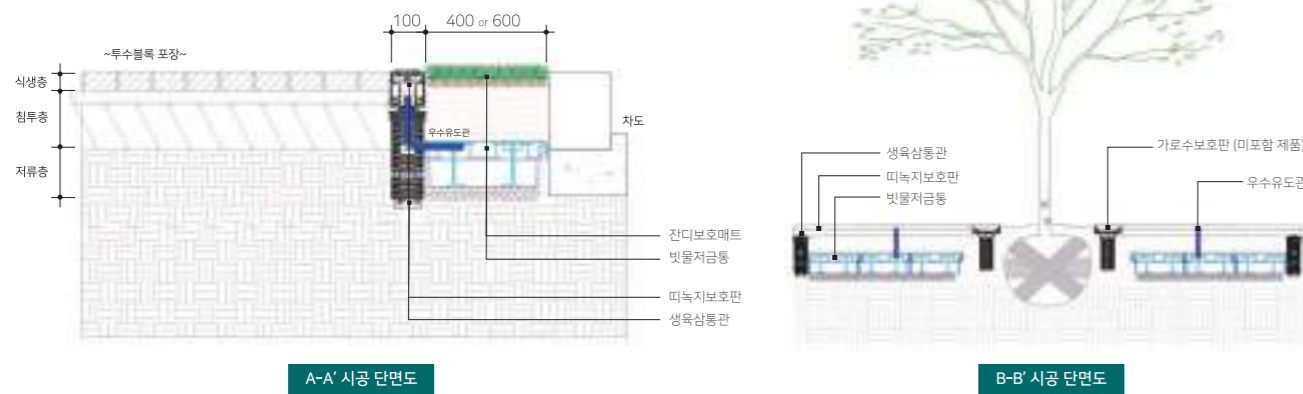 100
400 or 600
~투수블록 포장~
식생층
침투층
저류층
우수유도관
차도
잔디보호매트
빗물저금통
띠녹지보호판
생육삼통관
A-A' 시공 단면도
생육삼통관
띠녹지보호판
빗물저금통
가로수보호판 (미포함 제품)
우수유도관
B-B' 시공 단면도